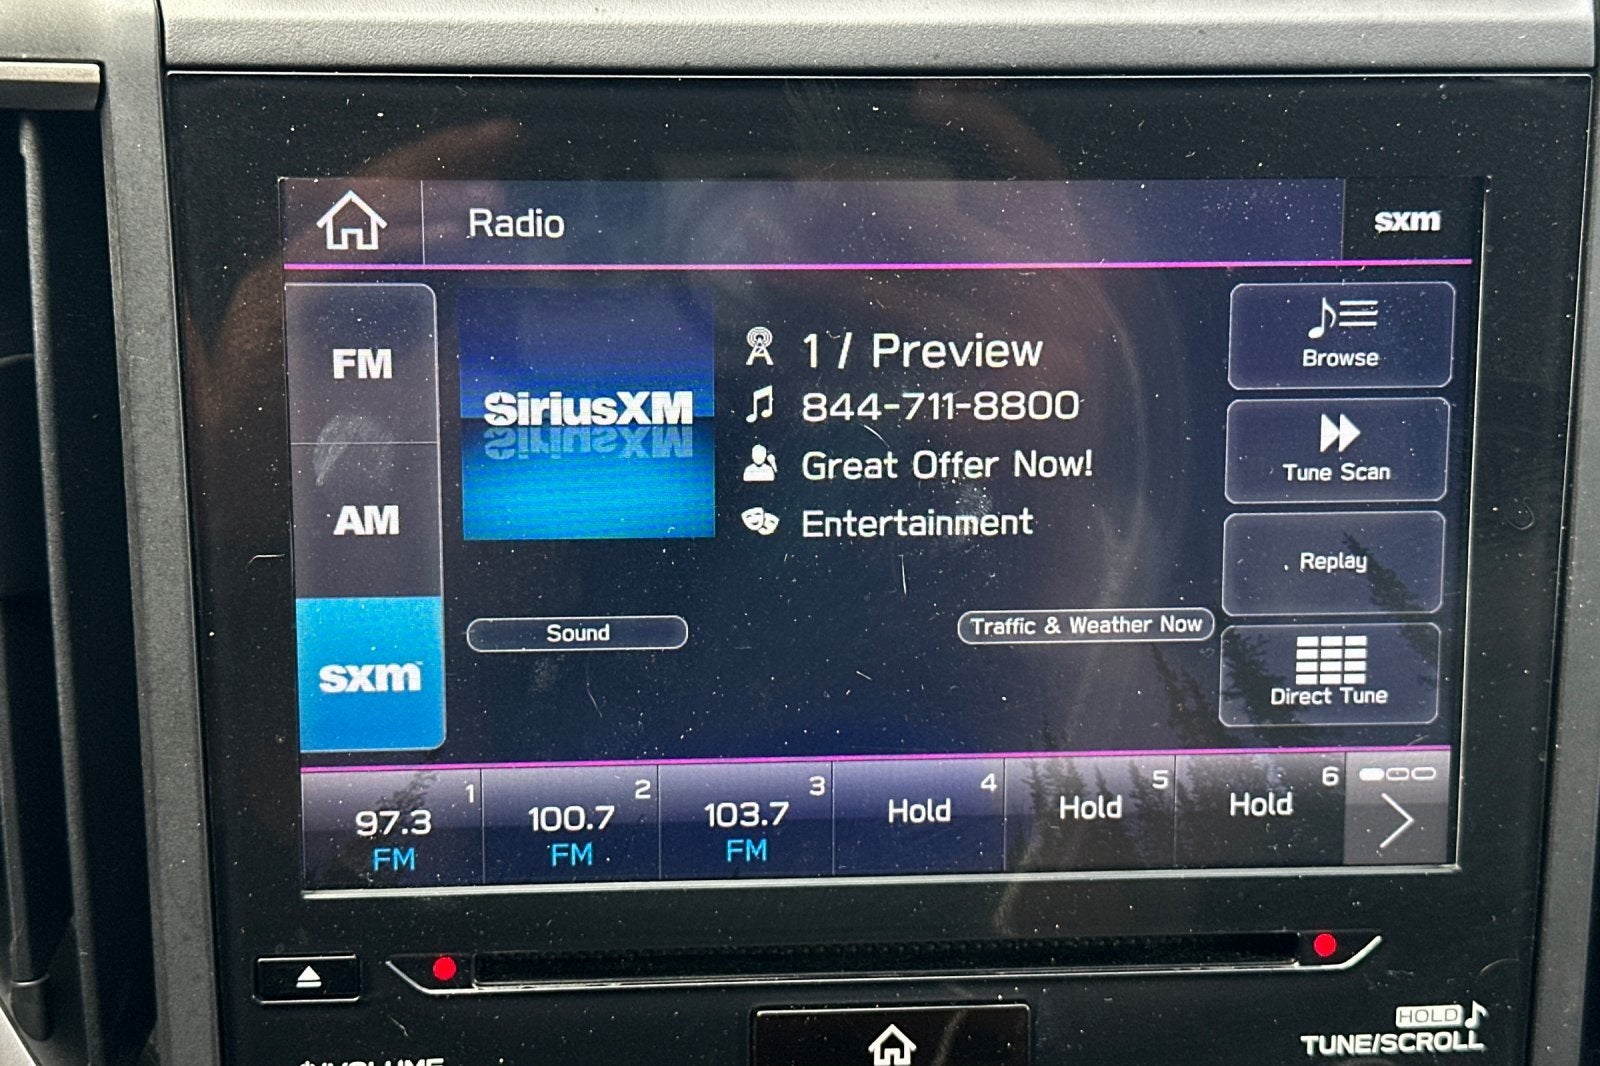 Radio
sxm
FM
AM
sxm
SiriusXM
1 / Preview
844-711-8800
Great Offer Now!
Entertainment
Sound
Traffic & Weather Now
Browse
Tune Scan
Replay
Direct Tune
1
97.3
FM
2
100.7
FM
3
103.7
FM
4
Hold
5
Hold
6
Hold
HOLD
TUNE/SCROLL
VOLUME